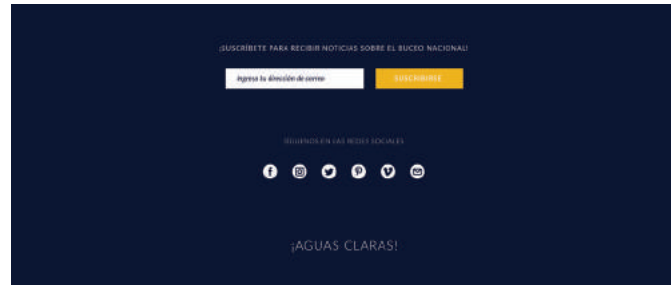 ¡SUSCRÍBETE PARA RECIBIR NOTICIAS SOBRE EL BUCEO NACIONAL!
Ingresa tu dirección de correo
SUSCRIBIRSE
SÍGUENOS EN LAS REDES SOCIALES
¡AGUAS CLARAS!